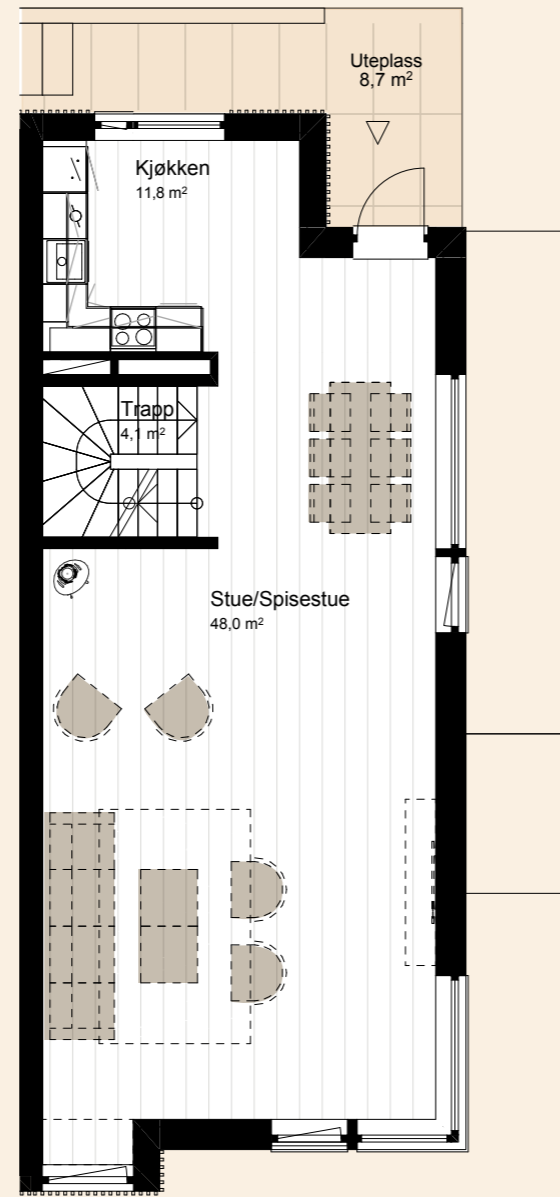 Uteplass
8,7 m²
Kjøkken
11,8 m²
Trapp
4,1 m²
Stue/Spisestue
48,0 m²